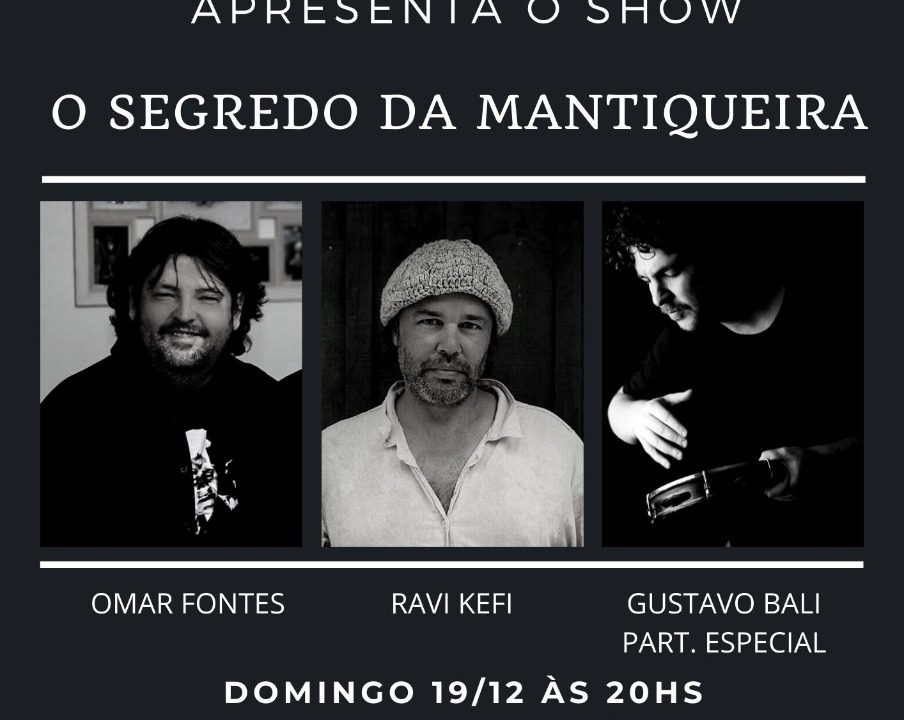 APRESENTA O SHOW
O SEGREDO DA MANTIQUEIRA
OMAR FONTES
RAVI KEFI
GUSTAVO BALI
PART. ESPECIAL
DOMINGO 19/12 ÀS 20HS